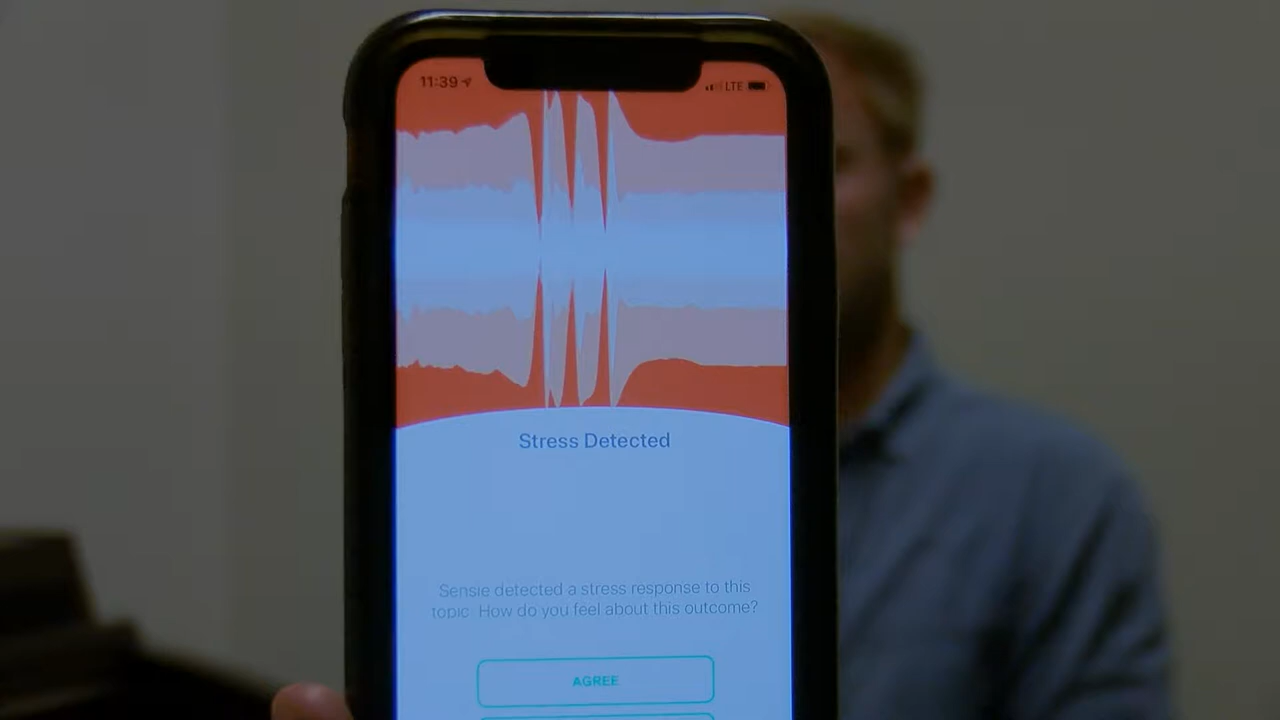 11:39 LTE
Stress Detected
Sensie detected a stress response to this
topic. How do you feel about this outcome?
AGREE